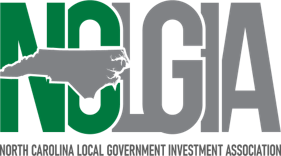 NCLGIA
NORTH CAROLINA LOCAL GOVERNMENT INVESTMENT ASSOCIATION